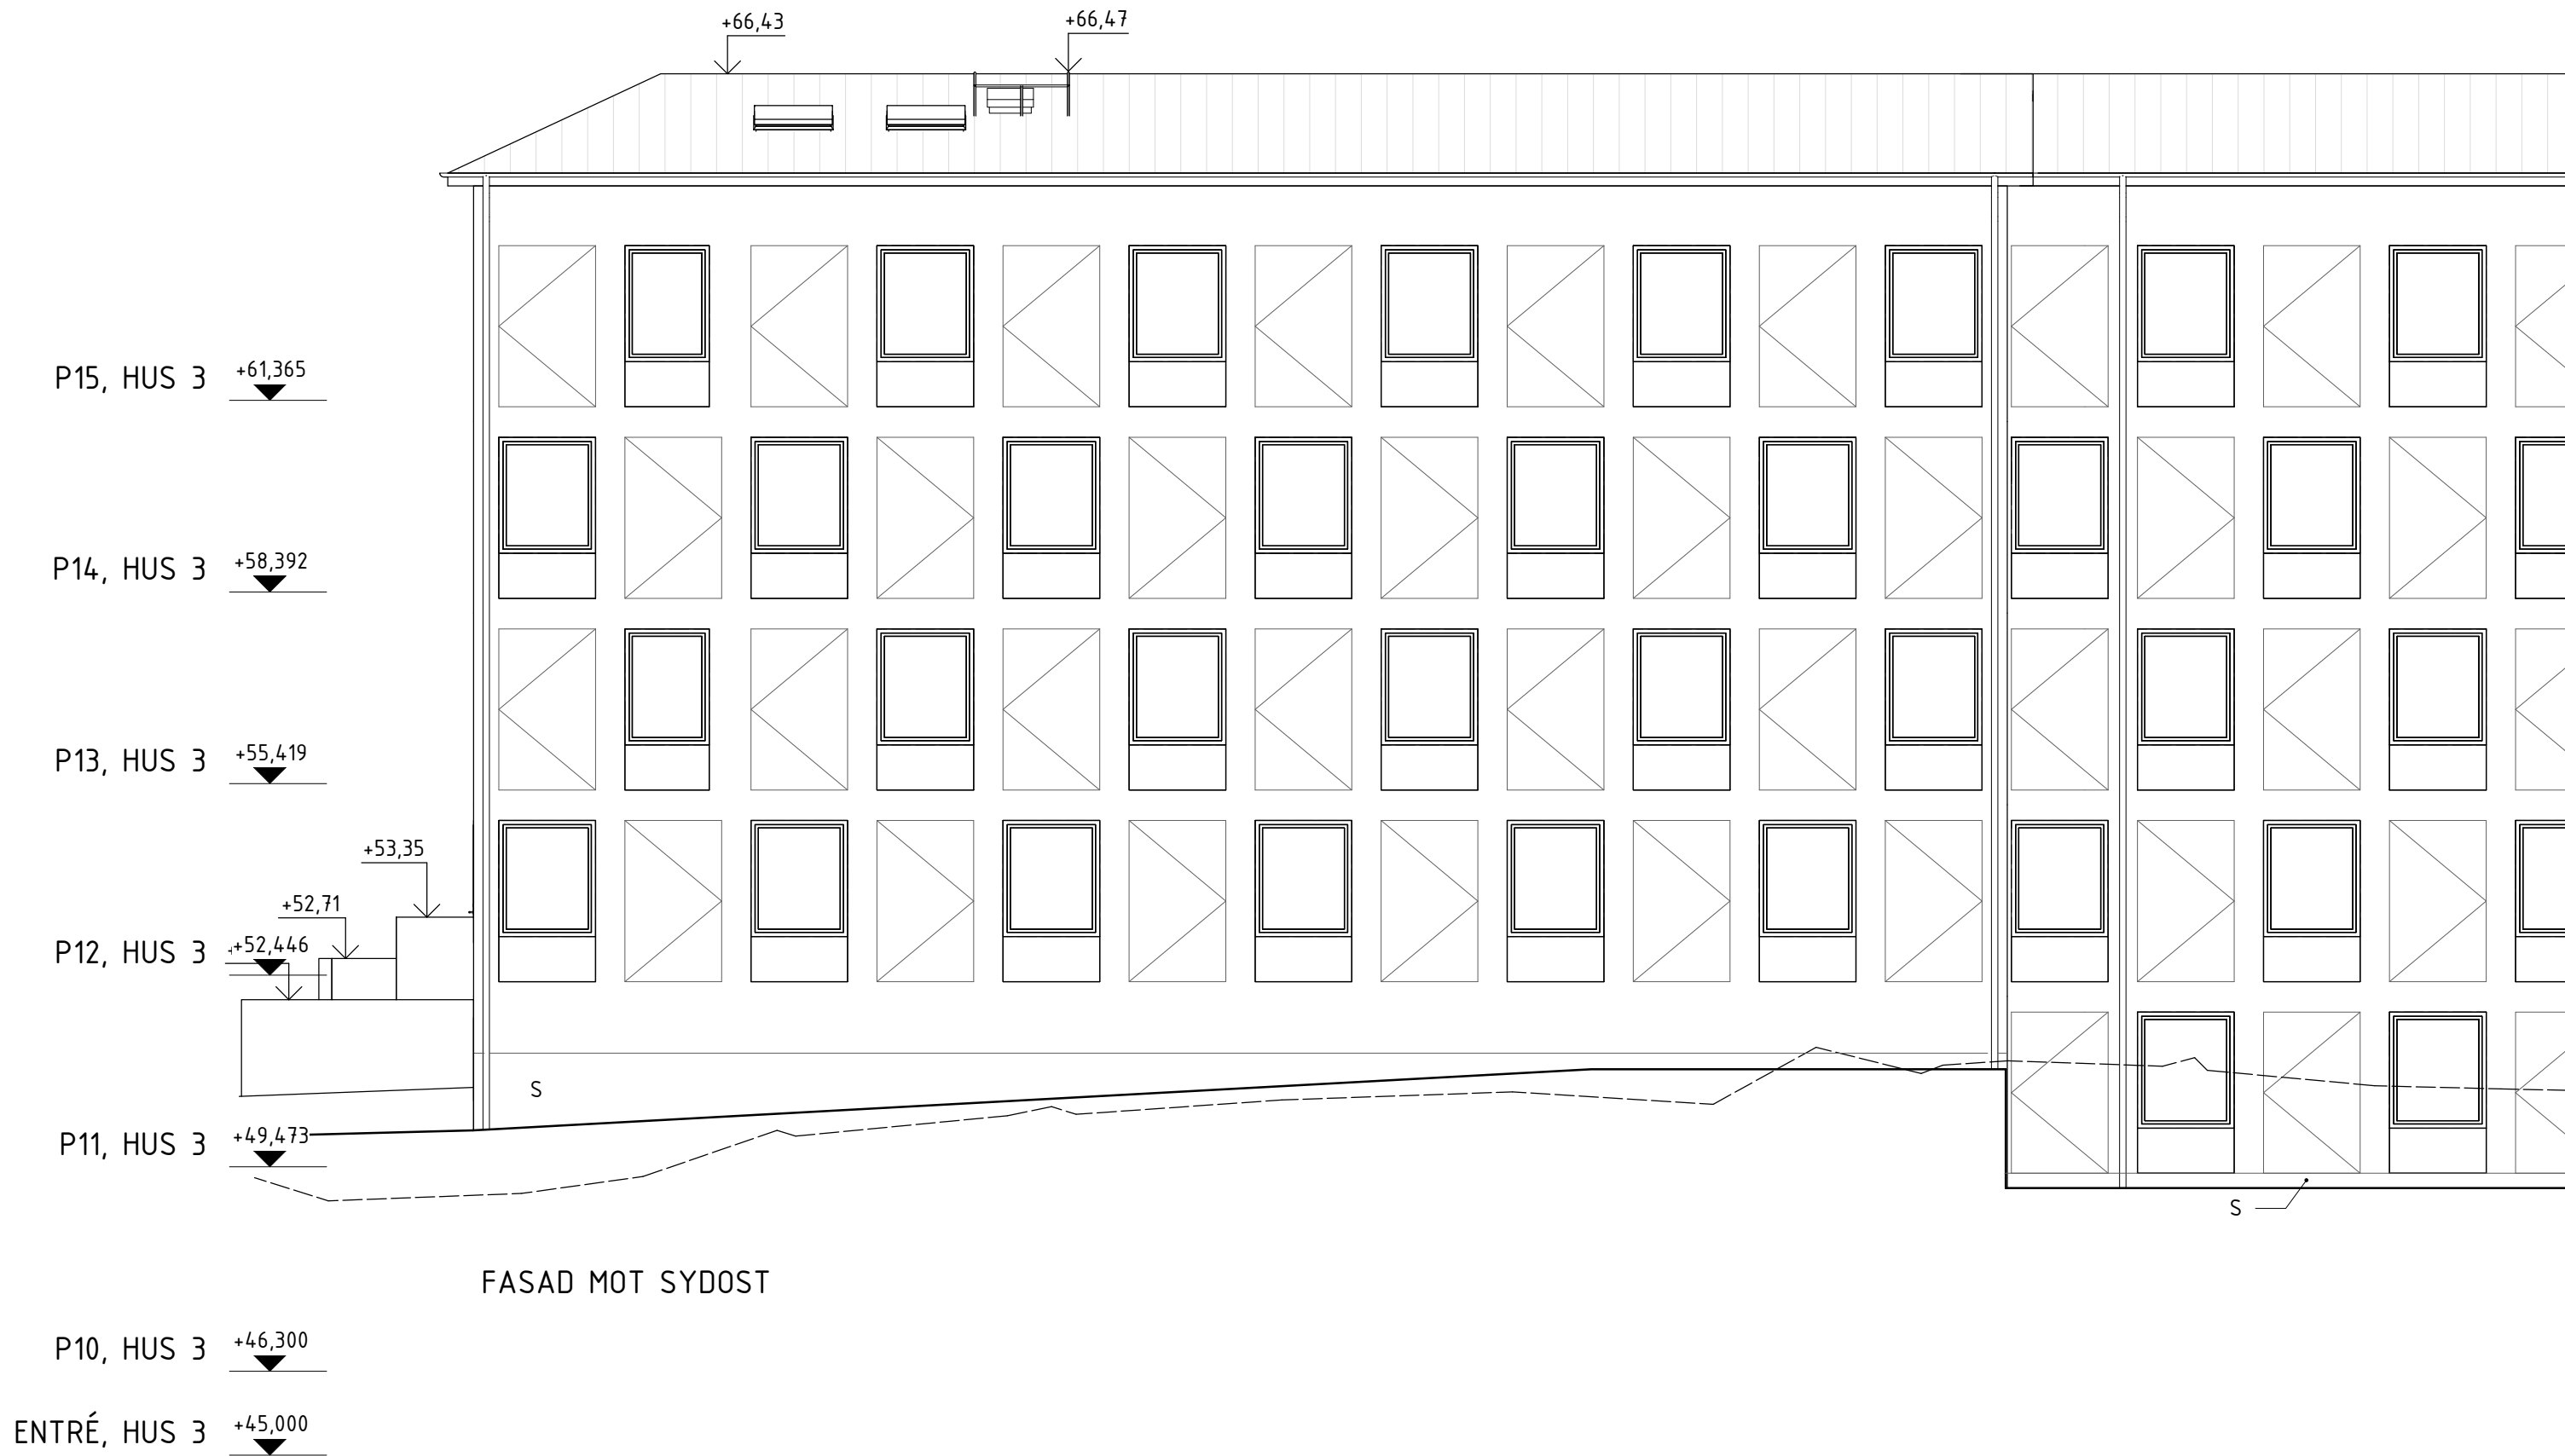 +66,43
+66,47
P15, HUS 3 +61,365
P14, HUS 3 +58,392
P13, HUS 3 +55,419
+53,35
+52,71
P12, HUS 3 +52,446
S
P11, HUS 3 +49,473
S
FASAD MOT SYDOST
P10, HUS 3 +46,300
ENTRÉ, HUS 3 +45,000